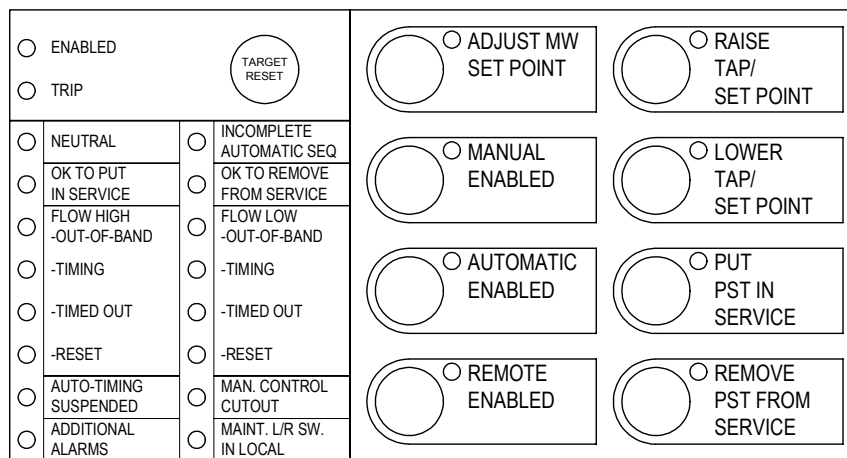 ENABLED
TRIP
TARGET
RESET
NEUTRAL
INCOMPLETE
AUTOMATIC SEQ
OK TO PUT
IN SERVICE
OK TO REMOVE
FROM SERVICE
FLOW HIGH
-OUT-OF-BAND
FLOW LOW
-OUT-OF-BAND
-TIMING
-TIMING
-TIMED OUT
-TIMED OUT
-RESET
-RESET
AUTO-TIMING
SUSPENDED
MAN. CONTROL
CUTOUT
ADDITIONAL
ALARMS
MAINT. L/R SW.
IN LOCAL
ADJUST MW
SET POINT
RAISE
TAP/
SET POINT
MANUAL
ENABLED
LOWER
TAP/
SET POINT
AUTOMATIC
ENABLED
PUT
PST IN
SERVICE
REMOTE
ENABLED
REMOVE
PST FROM
SERVICE